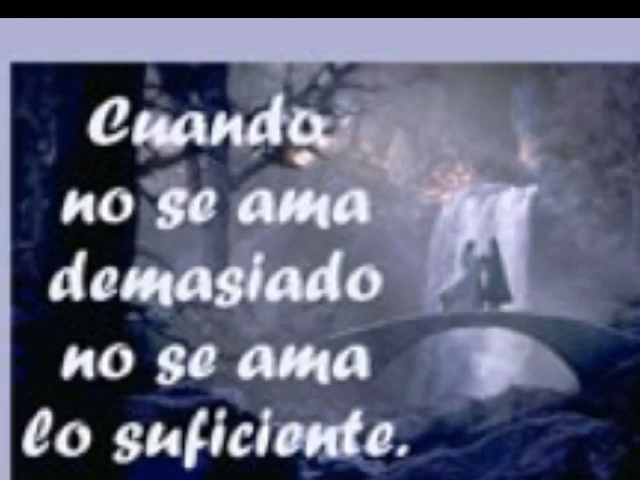 Cuando
no se ama
demasiado
no se ama
lo suficiente.